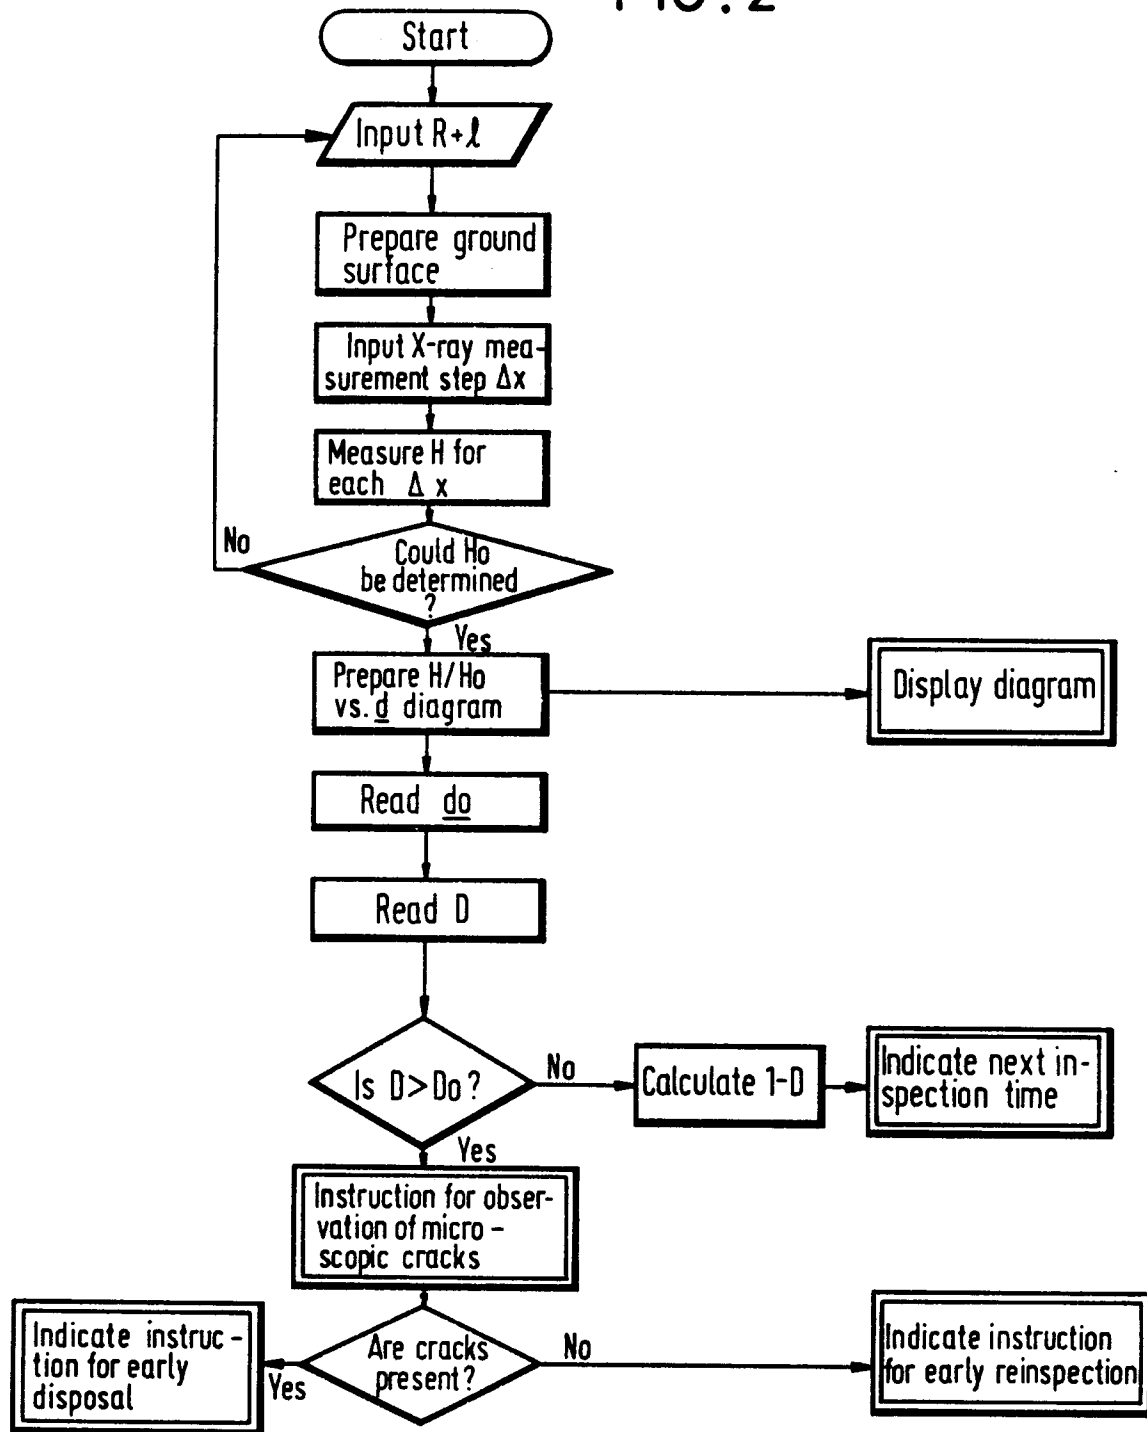 FIG. 2
Start
Input R+ℓ
Prepare ground
surface
Input X-ray mea-
surement step Δx
Measure H for
each Δ x
No
Could Ho
be determined
?
Yes
Prepare H/Ho
vs. d diagram
Display diagram
Read do
Read D
Is D>Do?
No
Calculate 1-D
Indicate next in-
spection time
Yes
Instruction for obser-
vation of micro-
scopic cracks
Indicate instruc-
tion for early
disposal
Yes
Are cracks
present?
No
Indicate instruction
for early reinspection